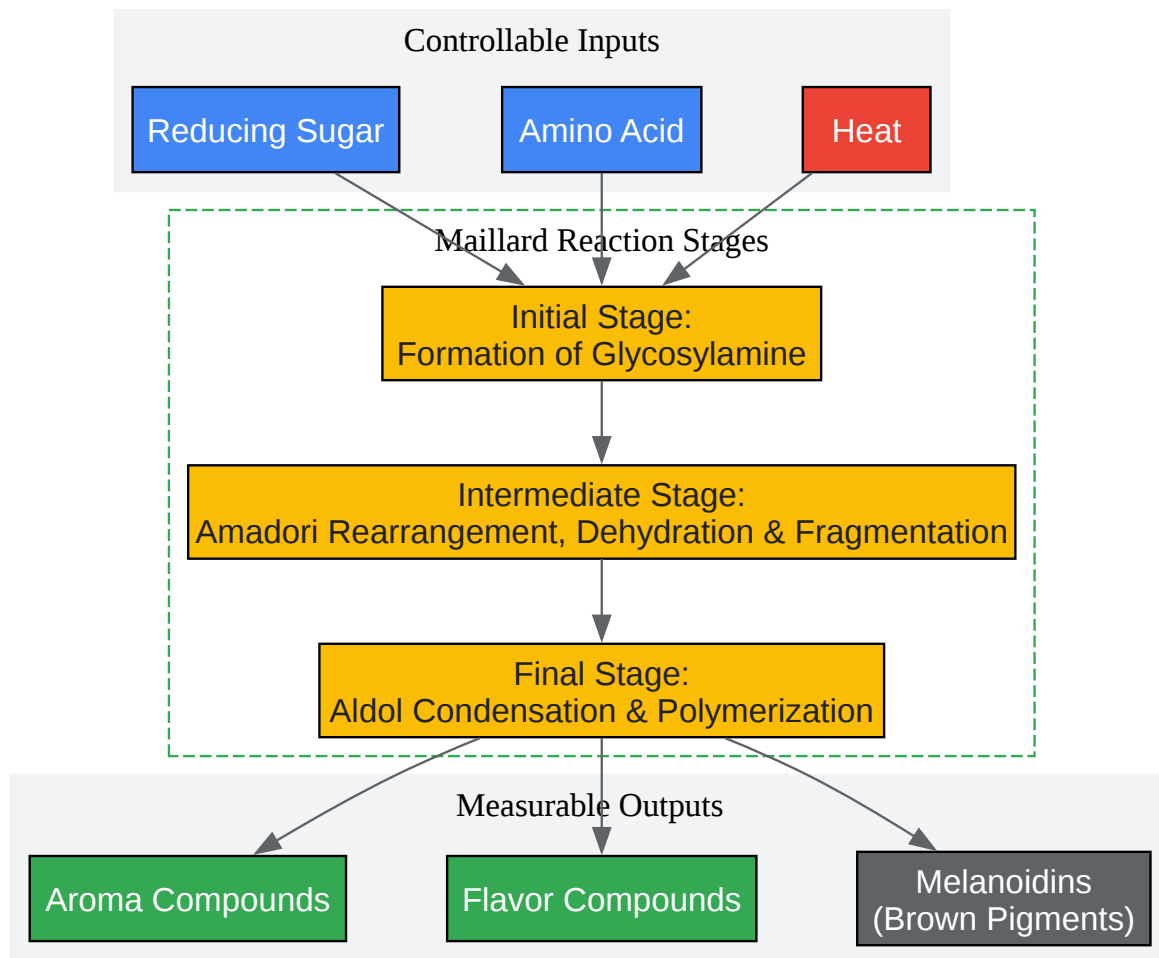 Controllable Inputs
Reducing Sugar
Amino Acid
Heat
Maillard Reaction Stages
Initial Stage:
Formation of Glycosylamine
Intermediate Stage:
Amadori Rearrangement, Dehydration & Fragmentation
Final Stage:
Aldol Condensation & Polymerization
Measurable Outputs
Aroma Compounds
Flavor Compounds
Melanoidins
(Brown Pigments)